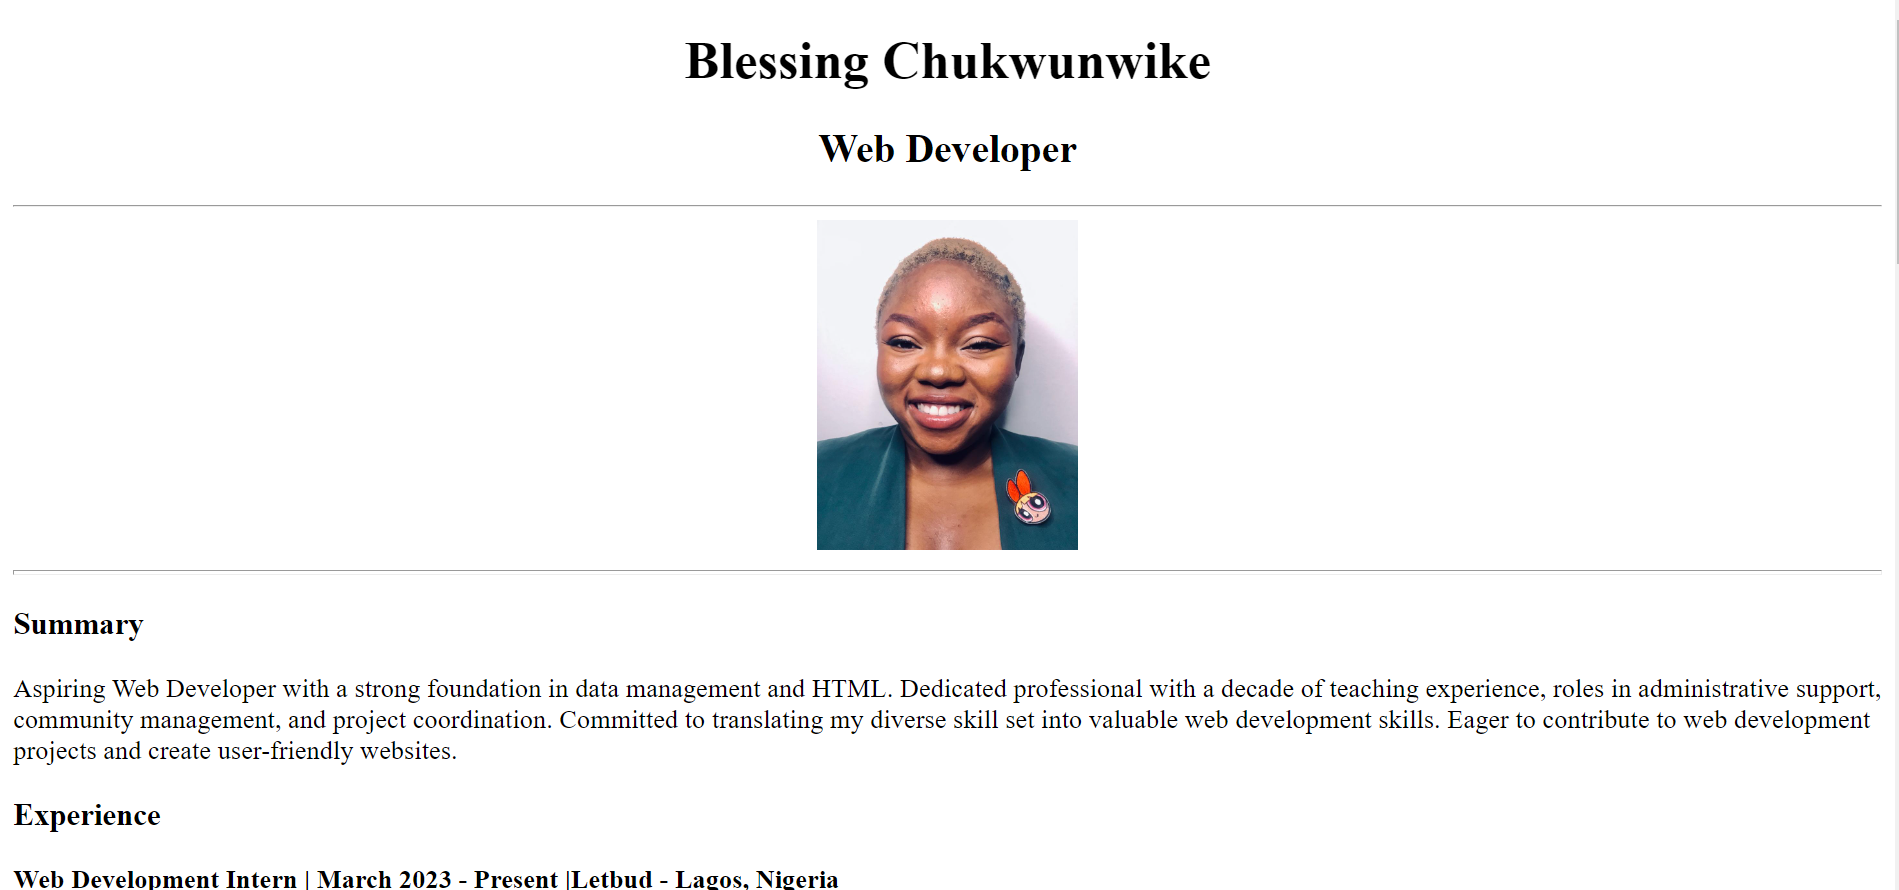 Blessing Chukwunwike
Web Developer
Summary
Aspiring Web Developer with a strong foundation in data management and HTML. Dedicated professional with a decade of teaching experience, roles in administrative support,
community management, and project coordination. Committed to translating my diverse skill set into valuable web development skills. Eager to contribute to web development
projects and create user-friendly websites.
Experience
Web Development Intern | March 2023 - Present |Letbud - Lagos, Nigeria